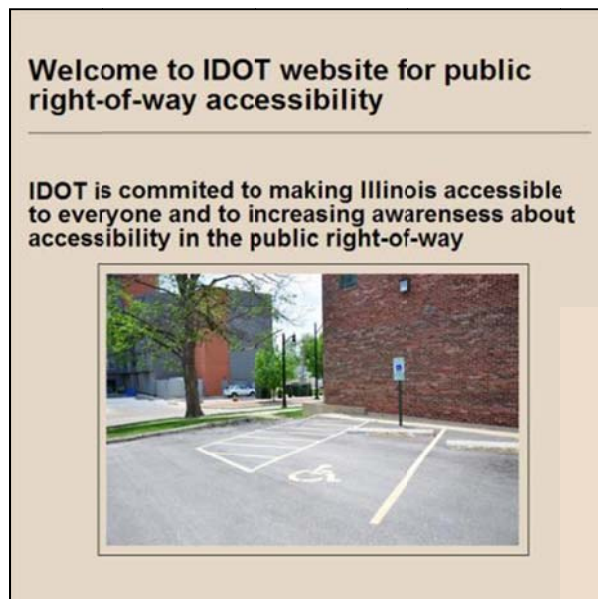 Welcome to IDOT website for public
right-of-way accessibility
IDOT is commited to making Illinois accessible
to everyone and to increasing awarensess about
accessibility in the public right-of-way